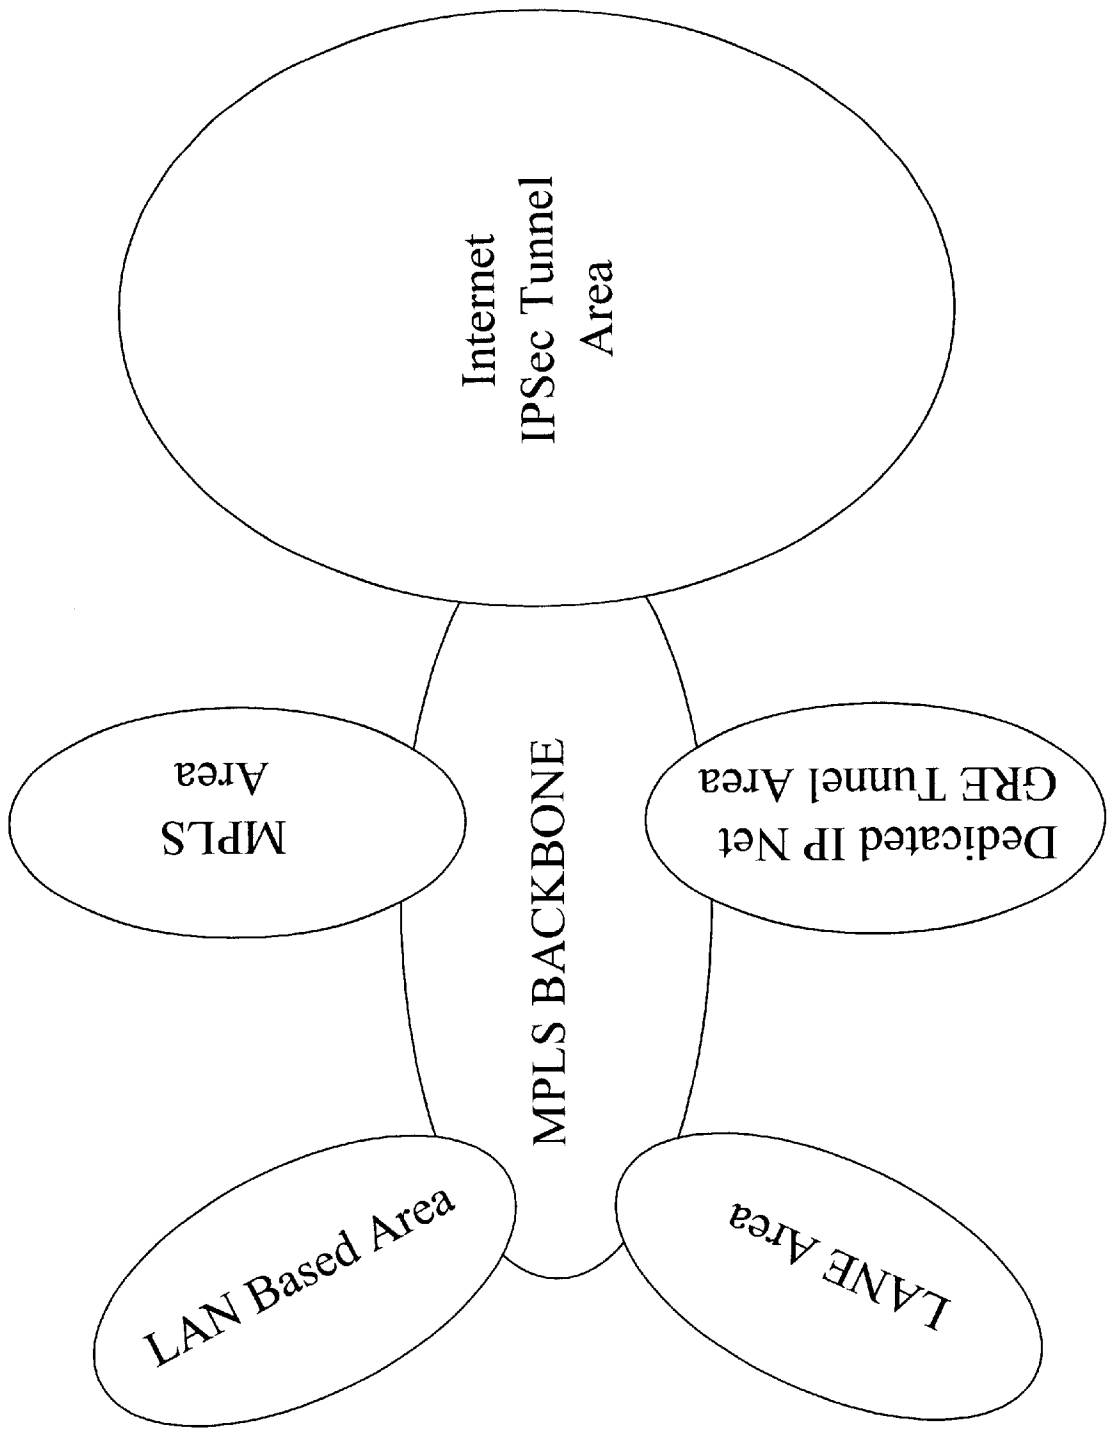 Internet
IPSec Tunnel
Area
MPLS
Area
Dedicated IP Net
GRE Tunnel Area
MPLS BACKBONE
LAN Based Area
LANE Area